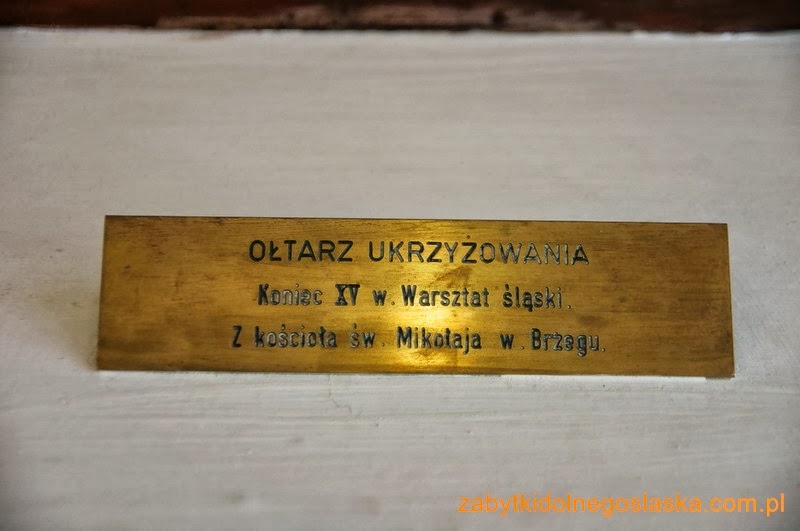 OŁTARZ UKRZYŻOWANIA
Koniec XV w. Warsztat śląski.
Z kościoła św. Mikołaja w. Brzegu.
zabytkidolnegoslaska.com.pl